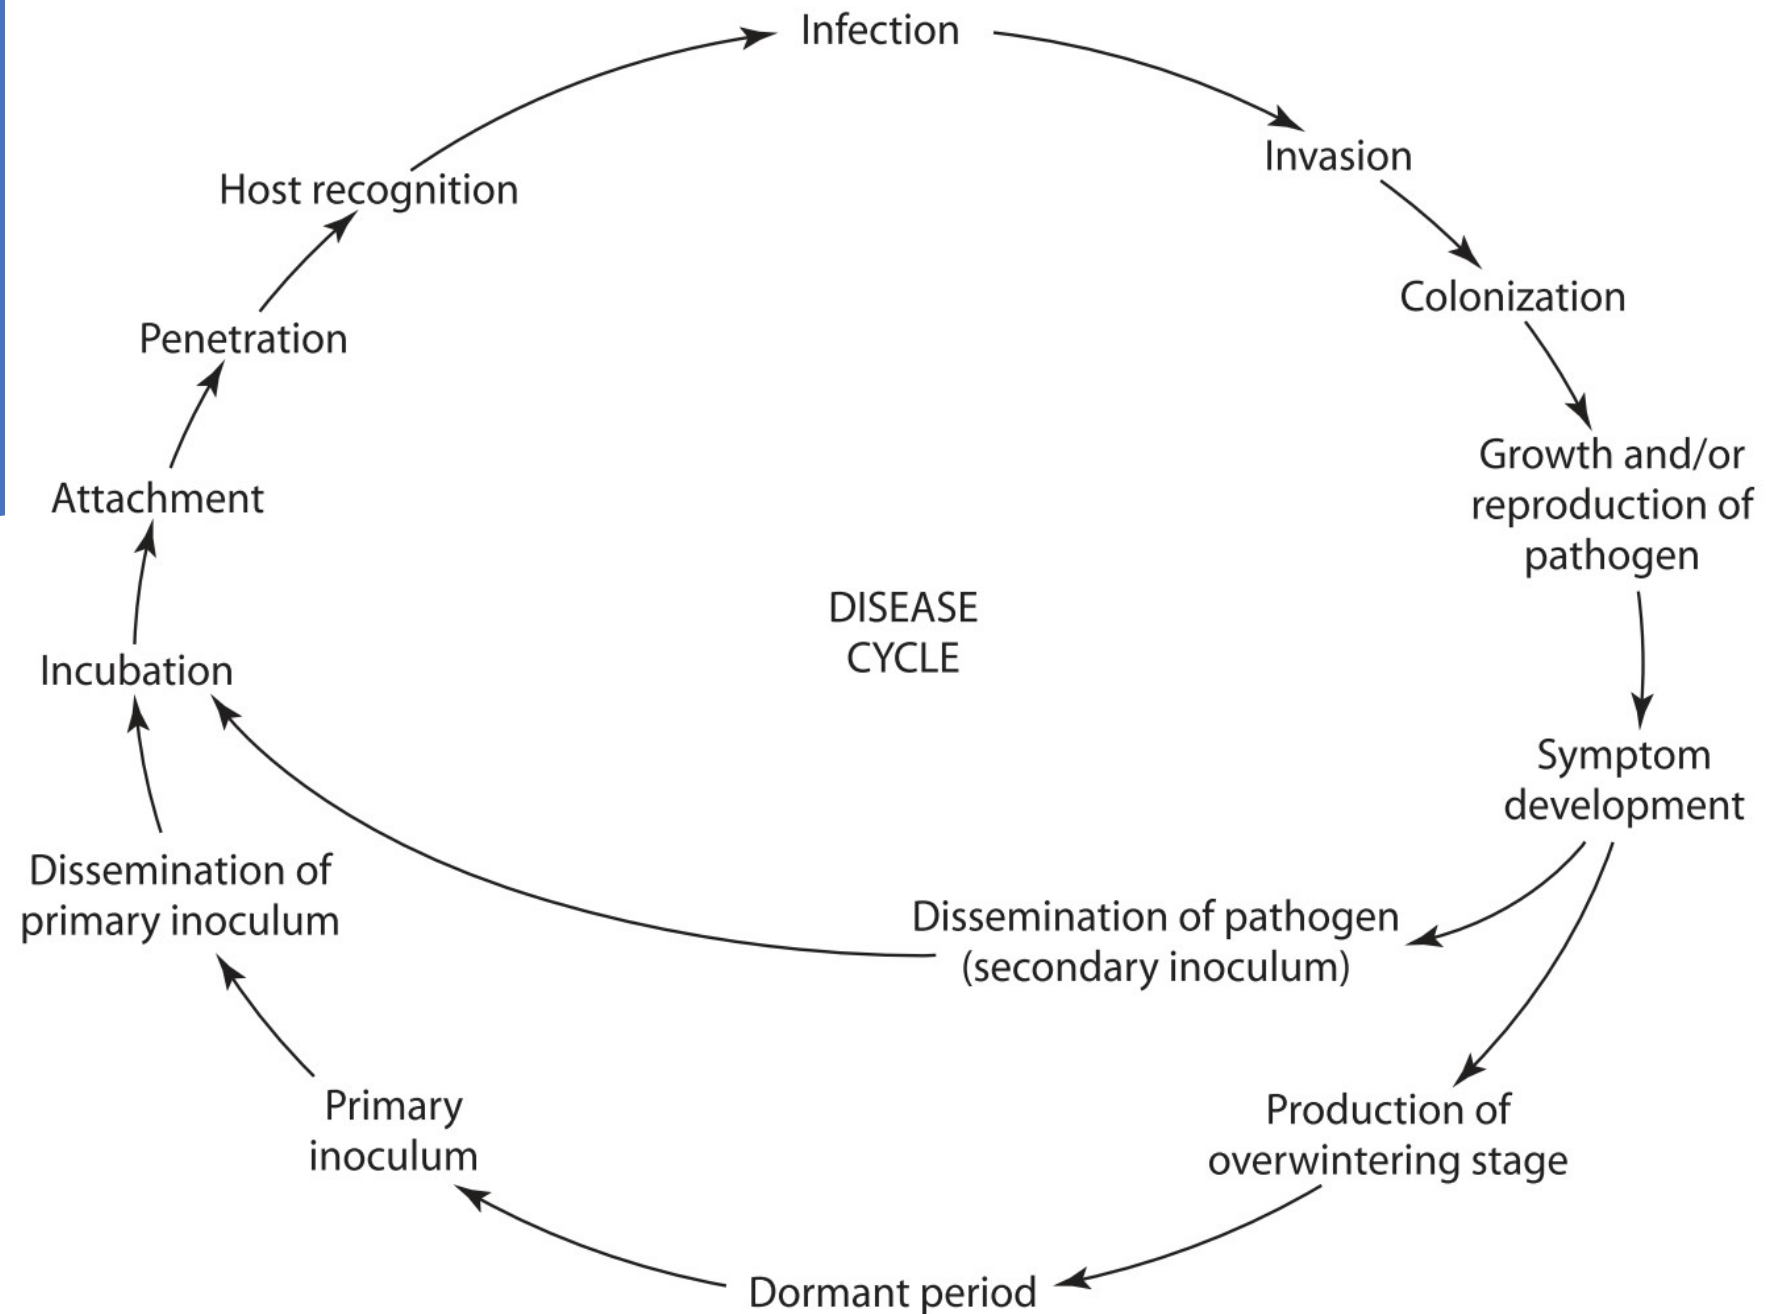 Infection
Invasion
Host recognition
Colonization
Penetration
Growth and/or
reproduction of
pathogen
Attachment
DISEASE
CYCLE
Incubation
Symptom
development
Dissemination of
primary inoculum
Dissemination of pathogen
(secondary inoculum)
Primary
inoculum
Production of
overwintering stage
Dormant period